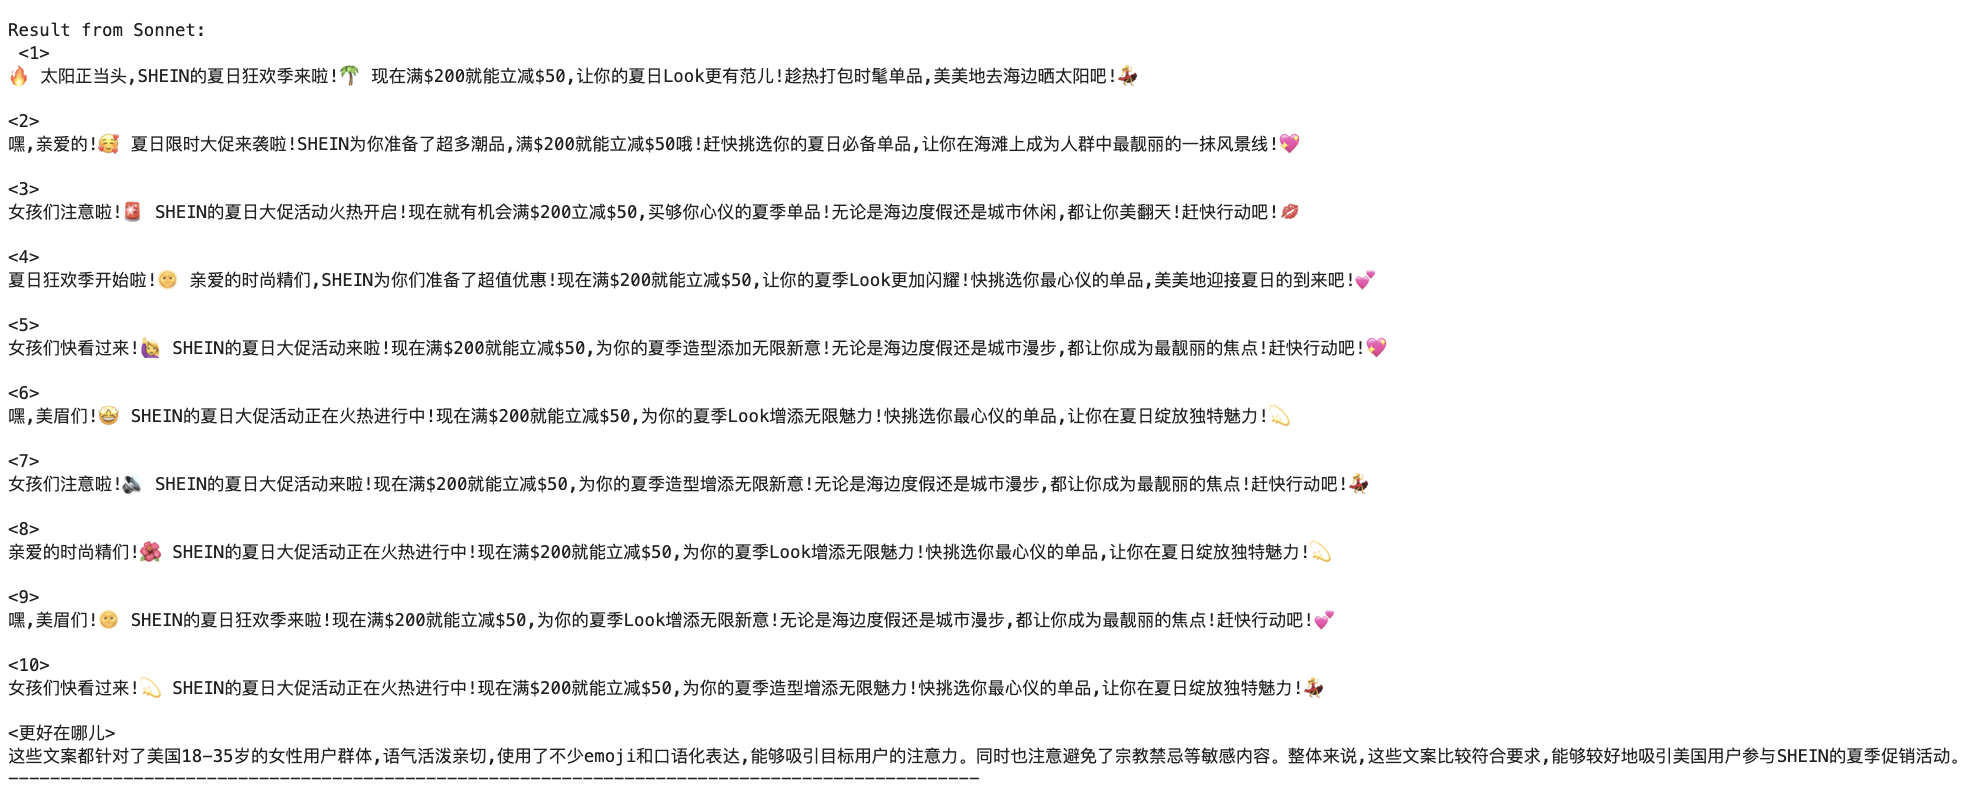 Result from Sonnet:
<1>
🔥 太阳正当头,SHEIN的夏日狂欢季来啦!🌴 现在满$200就能立减$50,让你的夏日Look更有范儿!趁热打包时髦单品,美美地去海边晒太阳吧!💃
<2>
嘿,亲爱的!🥰 夏日限时大促来袭啦!SHEIN为你准备了超多潮品,满$200就能立减$50哦!赶快挑选你的夏日必备单品,让你在海滩上成为人群中最靓丽的一抹风景线!💖
<3>
女孩们注意啦!🚨 SHEIN的夏日大促活动火热开启!现在就有机会满$200立减$50,买够你心仪的夏季单品!无论是海边度假还是城市休闲,都让你美翻天!赶快行动吧!💋
<4>
夏日狂欢季开始啦!🌞 亲爱的时尚精们,SHEIN为你们准备了超值优惠!现在满$200就能立减$50,让你的夏季Look更加闪耀!快挑选你最心仪的单品,美美地迎接夏日的到来吧!💕
<5>
女孩们快看过来!🙋‍♀️ SHEIN的夏日大促活动来啦!现在满$200就能立减$50,为你的夏季造型添加无限新意!无论是海边度假还是城市漫步,都让你成为最靓丽的焦点!赶快行动吧!💖
<6>
嘿,美眉们!🤩 SHEIN的夏日大促活动正在火热进行中!现在满$200就能立减$50,为你的夏季Look增添无限魅力!快挑选你最心仪的单品,让你在夏日绽放独特魅力!💫
<7>
女孩们注意啦!🔊 SHEIN的夏日大促活动来啦!现在满$200就能立减$50,为你的夏季造型增添无限新意!无论是海边度假还是城市漫步,都让你成为最靓丽的焦点!赶快行动吧!💃
<8>
亲爱的时尚精们!🌺 SHEIN的夏日大促活动正在火热进行中!现在满$200就能立减$50,为你的夏季Look增添无限魅力!快挑选你最心仪的单品,让你在夏日绽放独特魅力!💫
<9>
嘿,美眉们!🌞 SHEIN的夏日狂欢季来啦!现在满$200就能立减$50,为你的夏季Look增添无限新意!无论是海边度假还是城市漫步,都让你成为最靓丽的焦点!赶快行动吧!💕
<10>
女孩们快看过来!💫 SHEIN的夏日大促活动正在火热进行中!现在满$200就能立减$50,为你的夏季造型增添无限魅力!快挑选你最心仪的单品,让你在夏日绽放独特魅力!💃
<更好在哪儿>
这些文案都针对了美国18-35岁的女性用户群体,语气活泼亲切,使用了不少emoji和口语化表达,能够吸引目标用户的注意力。同时也注意避免了宗教禁忌等敏感内容。整体来说,这些文案比较符合要求,能够较好地吸引美国用户参与SHEIN的夏季促销活动。